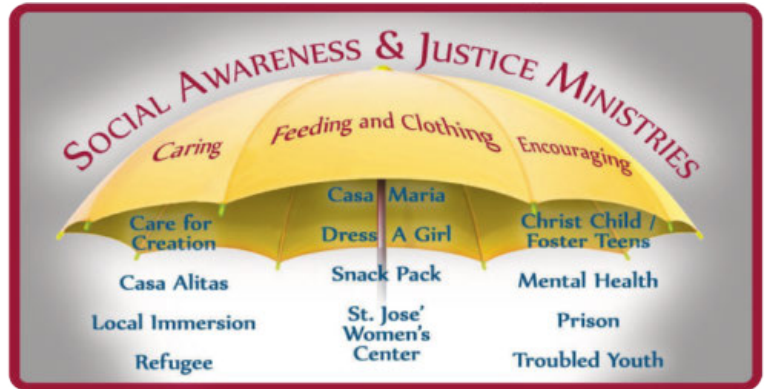 SOCIAL AWARENESS & JUSTICE MINISTRIES
Caring
Feeding and Clothing
Encouraging
Care for
Creation
Casa Alitas
Local Immersion
Refugee
Casa Maria
Dress A Girl
Snack Pack
St. Jose'
Women's
Center
Christ Child /
Foster Teens
Mental Health
Prison
Troubled Youth